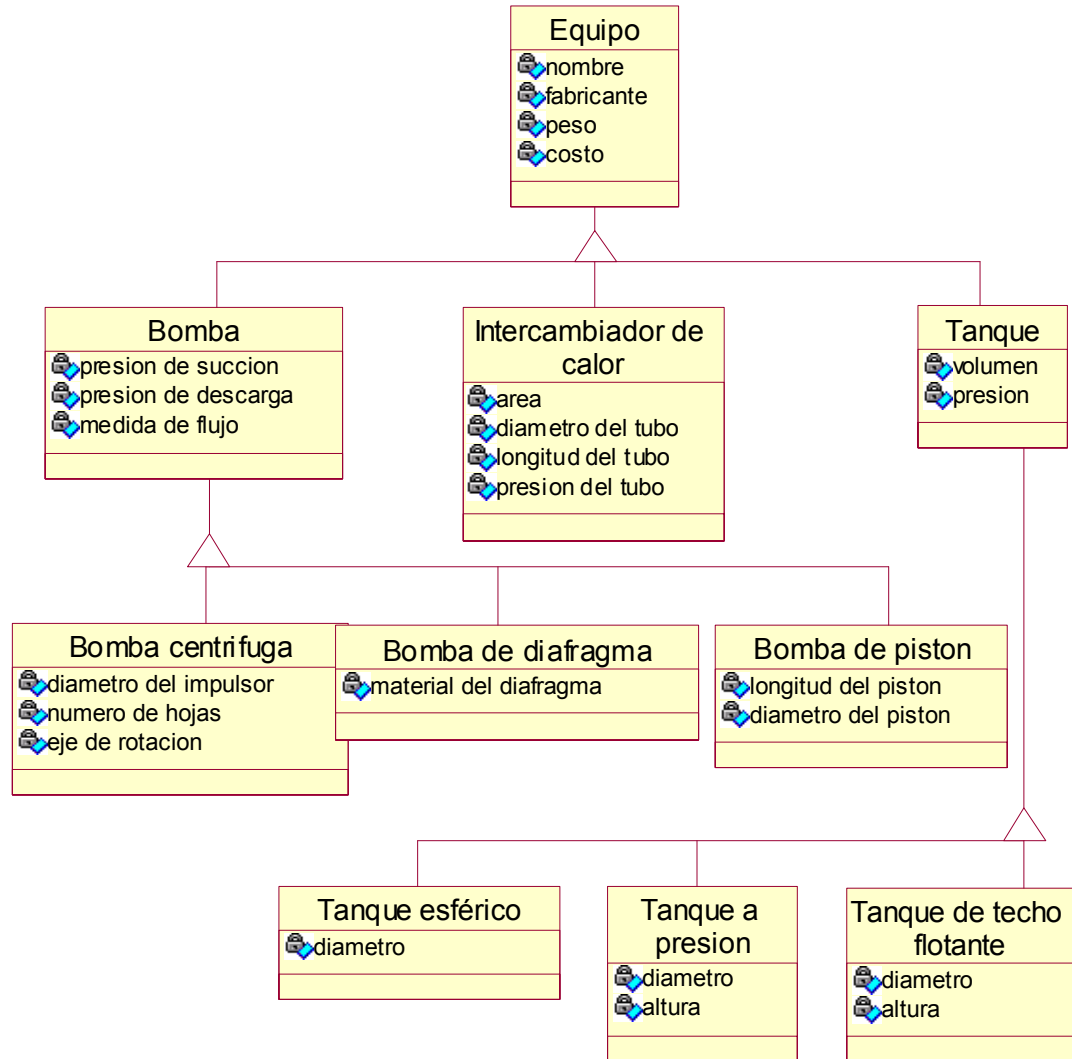 Equipo
nombre
fabricante
peso
costo
Bomba
presion de succion
presion de descarga
medida de flujo
Intercambiador de
calor
area
diametro del tubo
longitud del tubo
presion del tubo
Tanque
volumen
presion
Bomba centrifuga
diametro del impulsor
numero de hojas
eje de rotacion
Bomba de diafragma
material del diafragma
Bomba de piston
longitud del piston
diametro del piston
Tanque esférico
diametro
Tanque a
presion
diametro
altura
Tanque de techo
flotante
diametro
altura